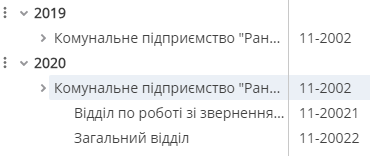 2019
Комунальне підприємство "Ран... 11-2002
2020
Комунальне підприємство "Ран... 11-2002
Відділ по роботі зі звернення... 11-20021
Загальний відділ 11-20022